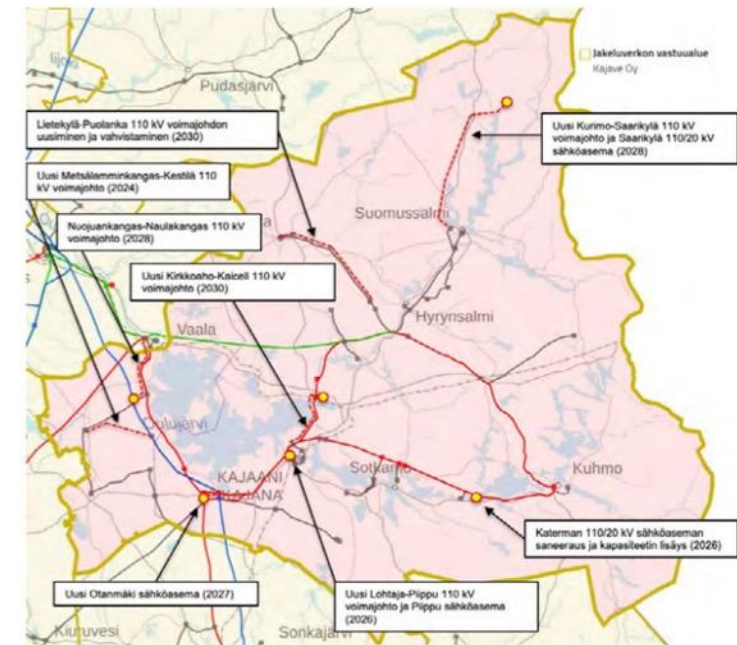 Iijoki
Pudasjärvi
Jakeluverkon vastuualue
Kajave Oy
Lietekylä-Puolanka 110 kV voimajohdon
uusiminen ja vahvistaminen (2030)
Uusi Kurimo-Saarikylä 110 kV
voimajohto ja Saarikylä 110/20 kV
sähköasema (2028)
Uusi Metsälamminkangas-Kestilä 110
kV voimajohto (2024)
Suomussalmi
Nuojuankangas-Naulakangas 110 kV
voimajohto (2028)
Uusi Kirkkoaho-Kaicell 110 kV
voimajohto (2030)
Hyrynsalmi
Vaala
Oulujärvi
KAJAANI
KAJANA
Sotkamo
Kuhmo
Katerman 110/20 kV sähköaseman
saneeraus ja kapasiteetin lisäys (2026)
Uusi Otanmäki sähköasema (2027)
Uusi Lohtaja-Piippu 110 kV
voimajohto ja Piippu sähköasema
(2026)
Kiuruvesi
Sonkajärvi